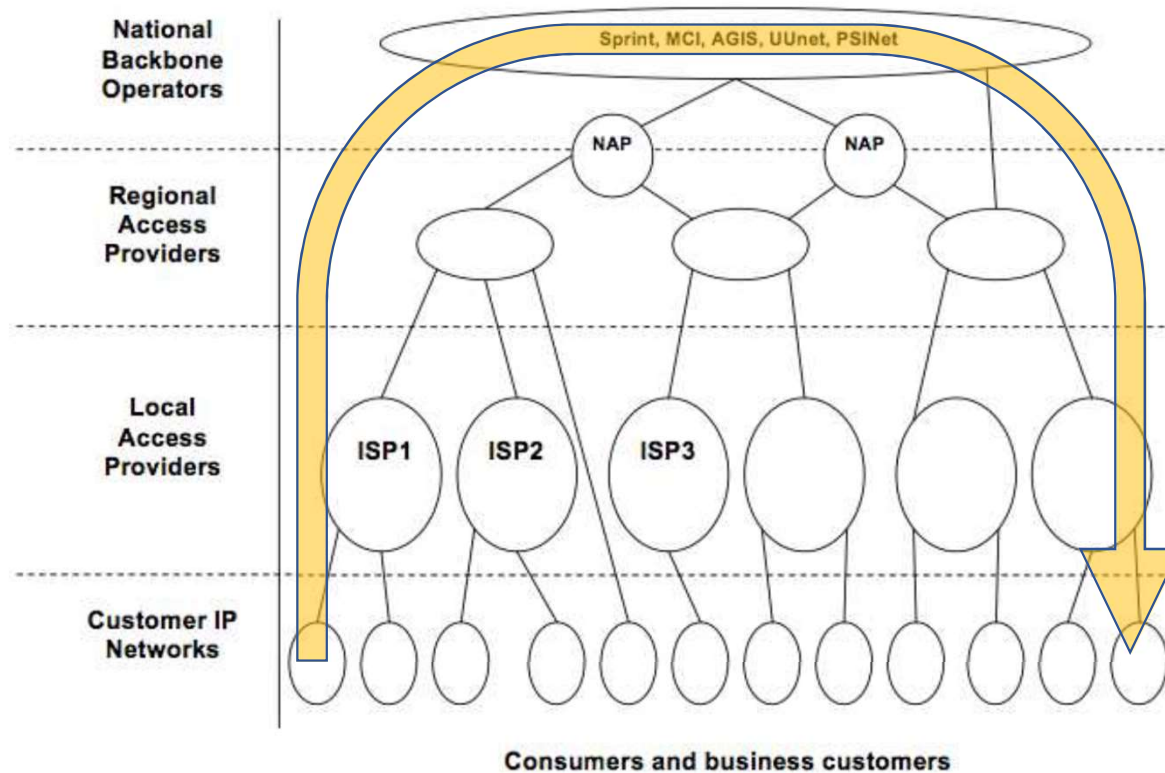 National
Backbone
Operators
Sprint, MCI, AGIS, UUnet, PSINet
NAP
NAP
Regional
Access
Providers
Local
Access
Providers
ISP1
ISP2
ISP3
Customer IP
Networks
Consumers and business customers